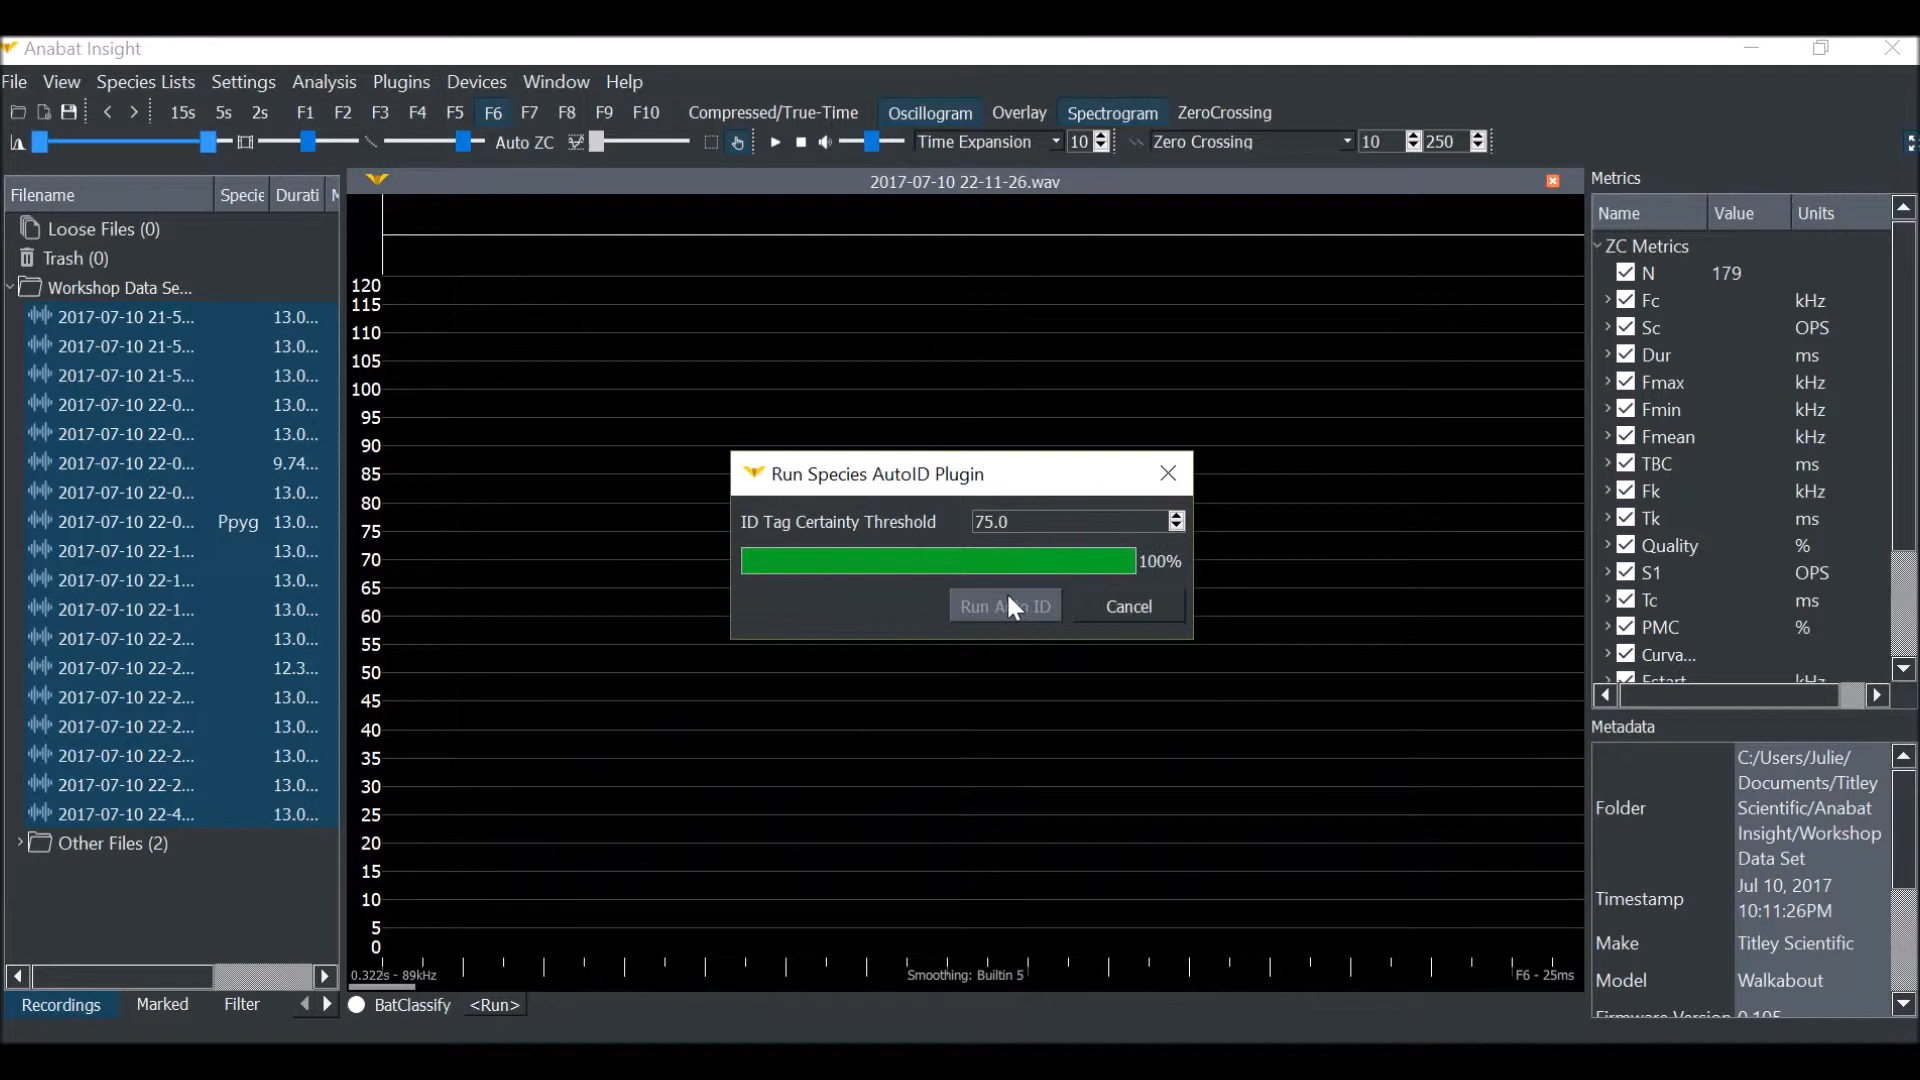 Anabat Insight
File View Species Lists Settings Analysis Plugins Devices Window Help
15s 5s 2s F1 F2 F3 F4 F5 F6 F7 F8 F9 F10 Compressed/True-Time Oscillogram Overlay Spectrogram ZeroCrossing
Auto ZC Time Expansion 10 Zero Crossing 10 250
Filename Specie Durati
Loose Files (0)
Trash (0)
Workshop Data Se...
2017-07-10 21-5... 13.0...
2017-07-10 21-5... 13.0...
2017-07-10 21-5... 13.0...
2017-07-10 22-0... 13.0...
2017-07-10 22-0... 13.0...
2017-07-10 22-0... 9.74...
2017-07-10 22-0... 13.0...
2017-07-10 22-0... Ppyg 13.0...
2017-07-10 22-1... 13.0...
2017-07-10 22-1... 13.0...
2017-07-10 22-1... 13.0...
2017-07-10 22-2... 13.0...
2017-07-10 22-2... 12.3...
2017-07-10 22-2... 13.0...
2017-07-10 22-2... 13.0...
2017-07-10 22-2... 13.0...
2017-07-10 22-2... 13.0...
2017-07-10 22-4... 13.0...
Other Files (2)
Recordings Marked Filter
2017-07-10 22-11-26.wav
120
115
110
105
100
95
90
85
80
75
70
65
60
55
50
45
40
35
30
25
20
15
10
5
0
0.322s - 89kHz Smoothing: Builtin 5 F6 - 25ms
BatClassify <Run>
Run Species AutoID Plugin
ID Tag Certainty Threshold 75.0
100%
Run Auto ID Cancel
Metrics
Name Value Units
ZC Metrics
N 179
Fc kHz
Sc OPS
Dur ms
Fmax kHz
Fmin kHz
Fmean kHz
TBC ms
Fk kHz
Tk ms
Quality %
S1 OPS
Tc ms
PMC %
Curva...
Fstart kHz
Metadata
Folder
C:/Users/Julie/
Documents/Titley
Scientific/Anabat
Insight/Workshop
Data Set
Timestamp
Jul 10, 2017
10:11:26PM
Make Titley Scientific
Model Walkabout
Firmware Version 0.105